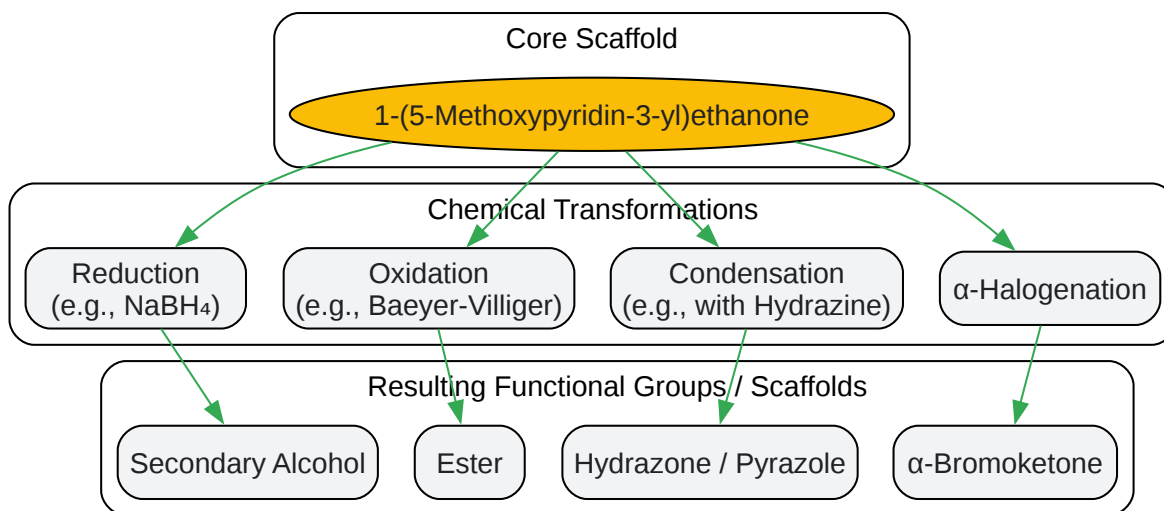 Core Scaffold
1-(5-Methoxypyridin-3-yl)ethanone
Chemical Transformations
Reduction
(e.g., NaBH₄)
Oxidation
(e.g., Baeyer-Villiger)
Condensation
(e.g., with Hydrazine)
α-Halogenation
Resulting Functional Groups / Scaffolds
Secondary Alcohol
Ester
Hydrazone / Pyrazole
α-Bromoketone